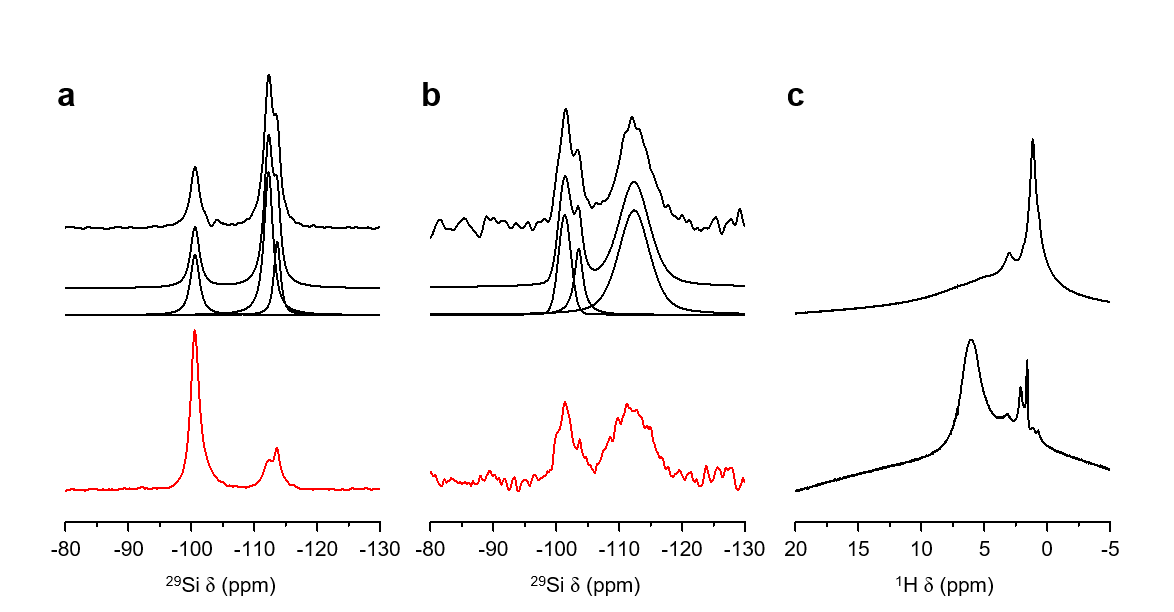 a b c
-80 -90 -100 -110 -120 -130 -80 -90 -100 -110 -120 -130 20 15 10 5 0 -5
²⁹Si δ (ppm) ²⁹Si δ (ppm) ¹H δ (ppm)